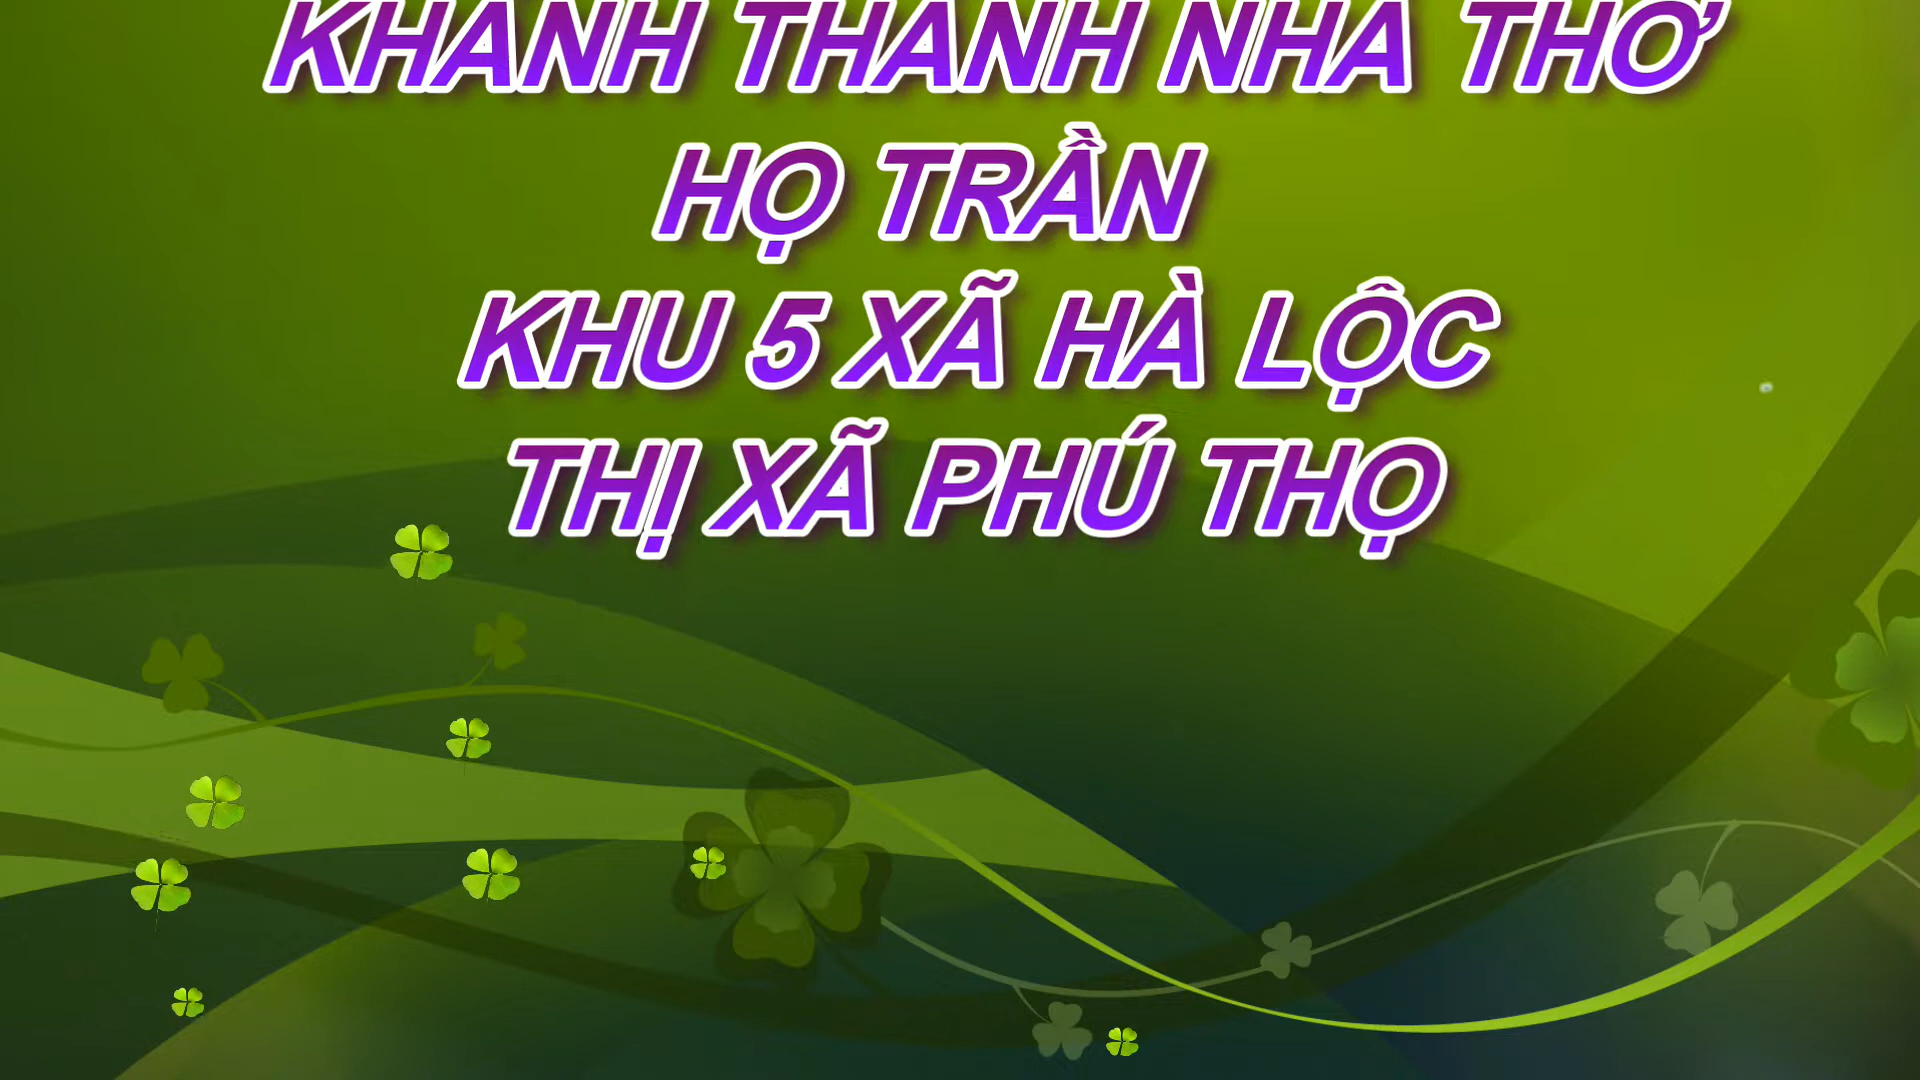 KHÁNH THÀNH NHÀ THỜ
HỌ TRẦN
KHU 5 XÃ HÀ LỘC
THỊ XÃ PHÚ THỌ